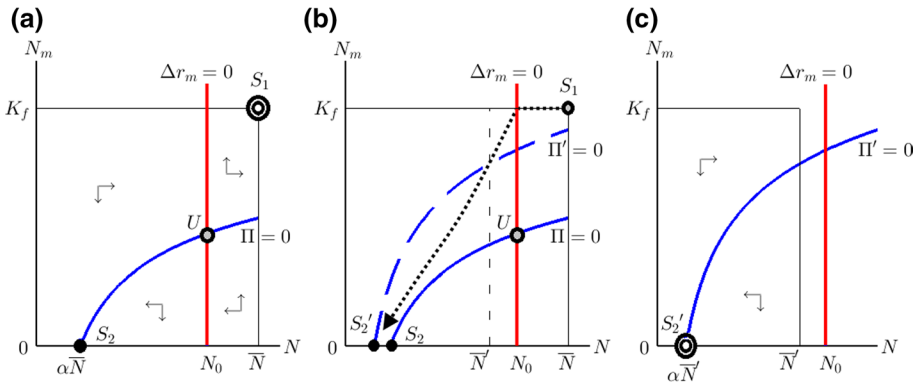 (a)
N_m
Δr_m = 0
S_1
K_f
U
Π = 0
S_2
0
αN̅
N_0
N̅
N
(b)
N_m
Δr_m = 0
S_1
K_f
Π′ = 0
U
Π = 0
S_2′
S_2
0
N̅′
N_0
N̅
N
(c)
N_m
Δr_m = 0
K_f
Π′ = 0
S_2′
0
αN̅′
N̅′
N_0
N